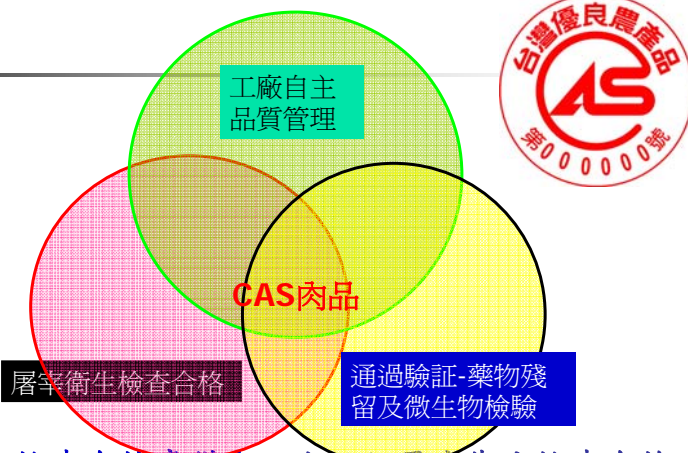 台灣優良農產品
CAS
第000000號
工廠自主
品質管理
CAS肉品
屠宰衛生檢查合格
通過驗証-藥物殘
留及微生物檢驗